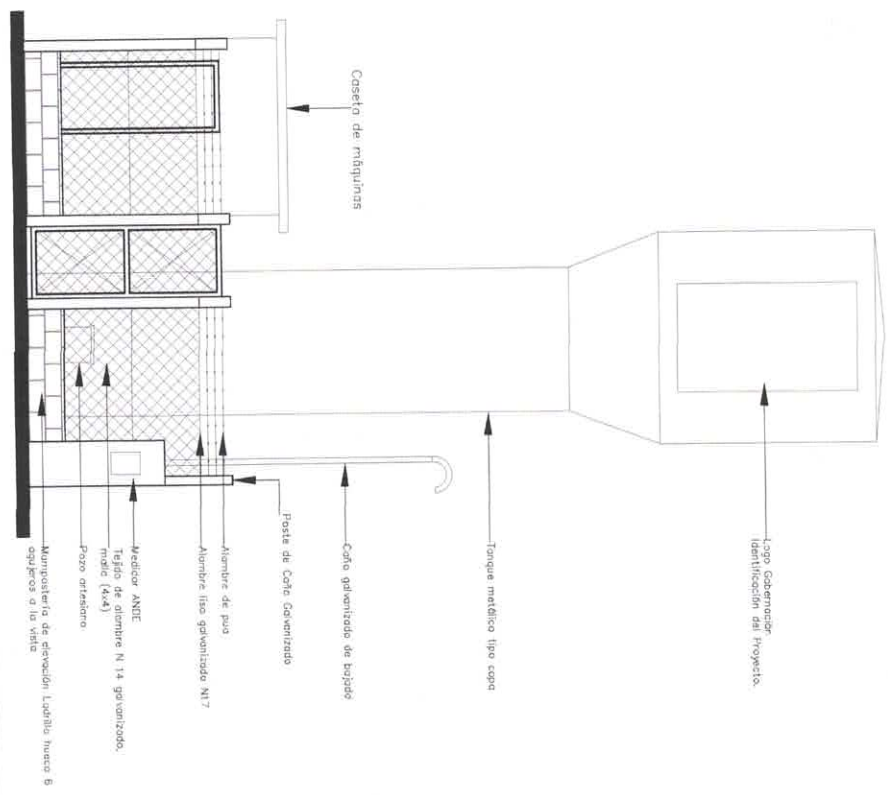 Caseta de máquinas
Logo Gobernación
Identificación del Proyecto.
Tanque metálico tipo copa
Caño galvanizado de bajada
Poste de Caño Galvanizado
Alambre de pua
Alambre liso galvanizado N17
Medidor ANDE
Tejido de alambre N 14 galvanizado,
malla (4x4)
Pozo artesiano
Mampostería de elevación Ladrillo hueco 6
agujeros a la vista